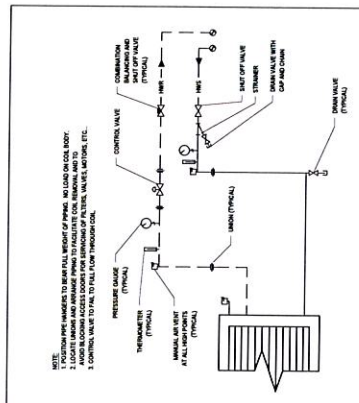 NOTE:
1. POSITION PIPE HANGERS TO BEAR FULL WEIGHT OF PIPING. NO LOAD ON COIL BODY.
2. LOCATE UNIONS AND ARRANGE PIPING TO FACILITATE COIL REMOVAL AND TO
AVOID BLOCKING ACCESS DOORS FOR SERVICING OF FILTERS, VALVES, MOTORS, ETC..
3. CONTROL VALVE TO FAIL TO FULL FLOW THROUGH COIL.
COMBINATION
BALANCING AND
SHUT OFF VALVE
(TYPICAL)
CONTROL VALVE
PRESSURE GAUGE
(TYPICAL)
THERMOMETER
(TYPICAL)
MANUAL AIR VENT
AT ALL HIGH POINTS
(TYPICAL)
HWR
HWS
SHUT OFF VALVE
(TYPICAL)
STRAINER
DRAIN VALVE WITH
CAP AND CHAIN
UNION (TYPICAL)
DRAIN VALVE
(TYPICAL)